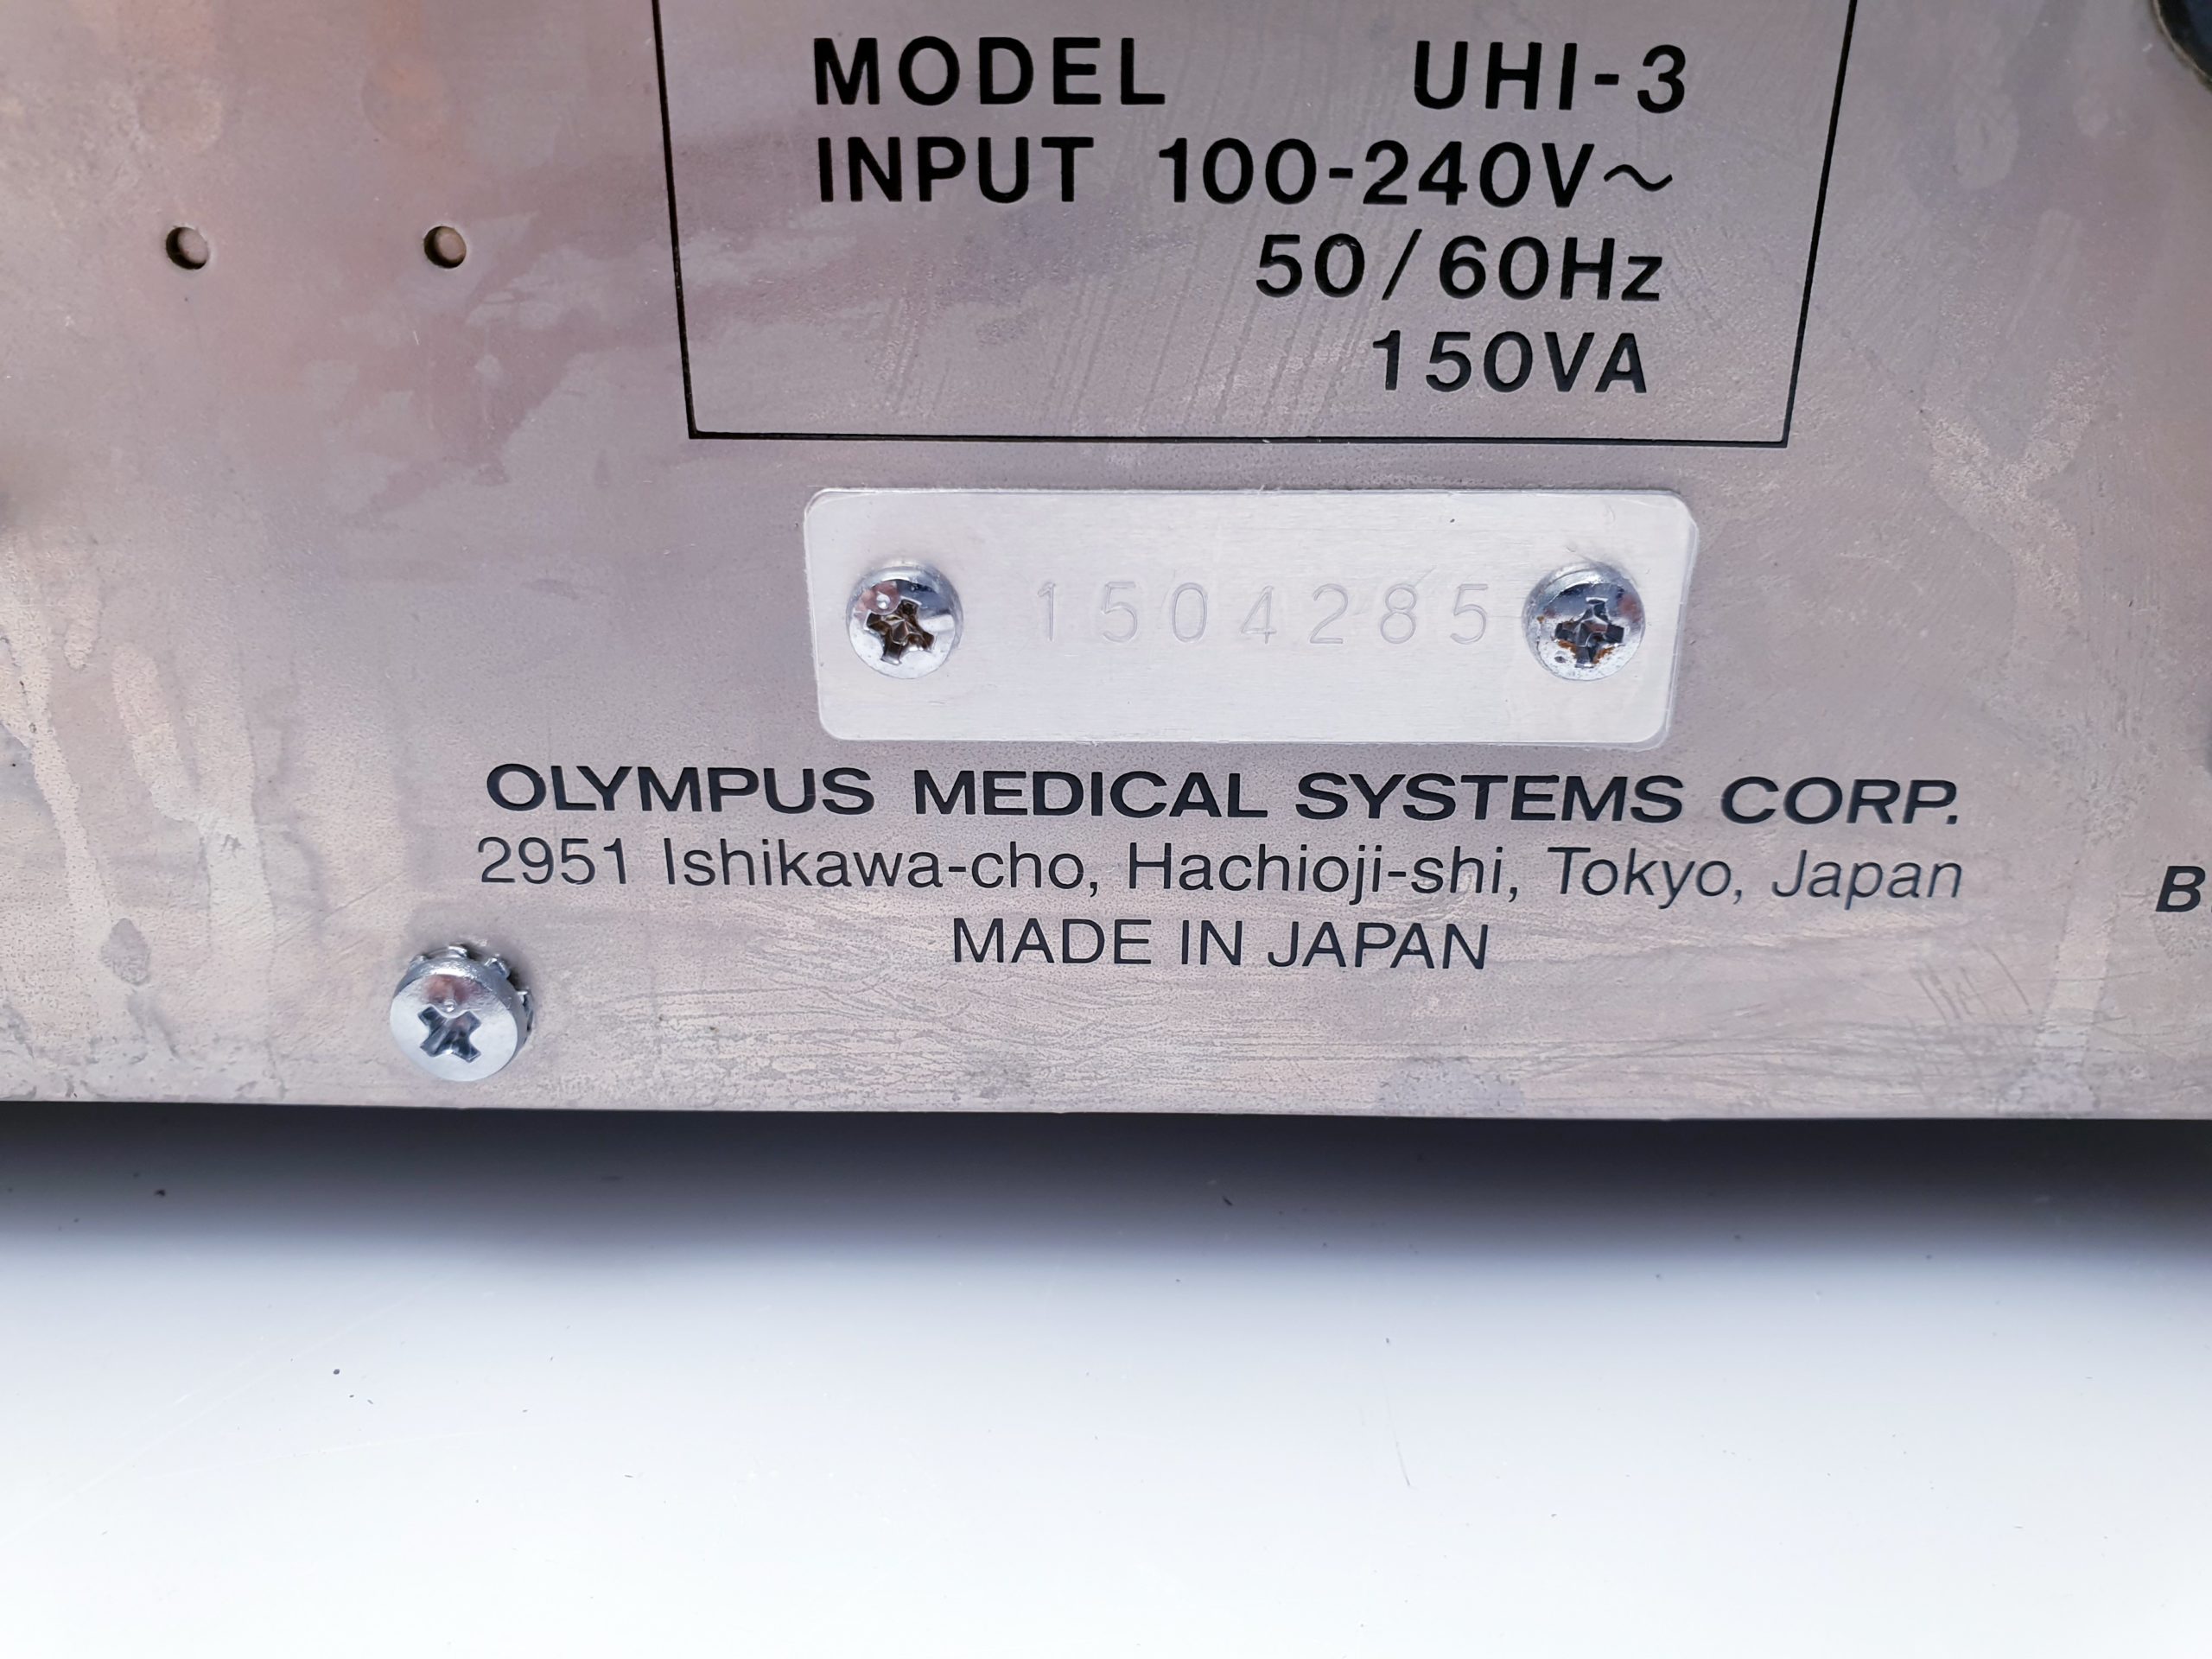 MODEL UHI-3
INPUT 100-240V~
50/60Hz
150VA
1504285
OLYMPUS MEDICAL SYSTEMS CORP.
2951 Ishikawa-cho, Hachioji-shi, Tokyo, Japan
MADE IN JAPAN